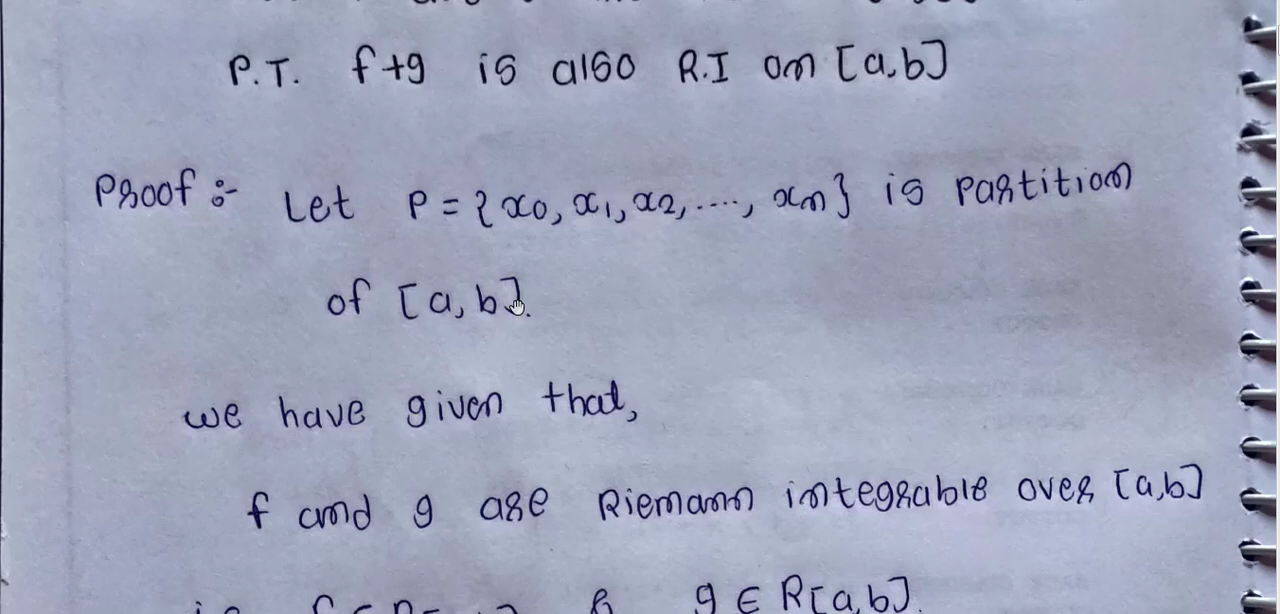 P.T. f+g is also R.I on [a,b]
Proof :- Let P = {x0, x1, x2, ...., xn} is partition
of [a,b].
we have given that,
f and g are Riemann integrable over [a,b]
g ∈ R[a,b].